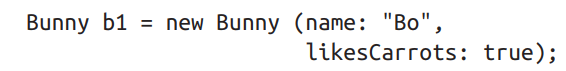 Bunny b1 = new Bunny (name: "Bo",
likesCarrots: true);